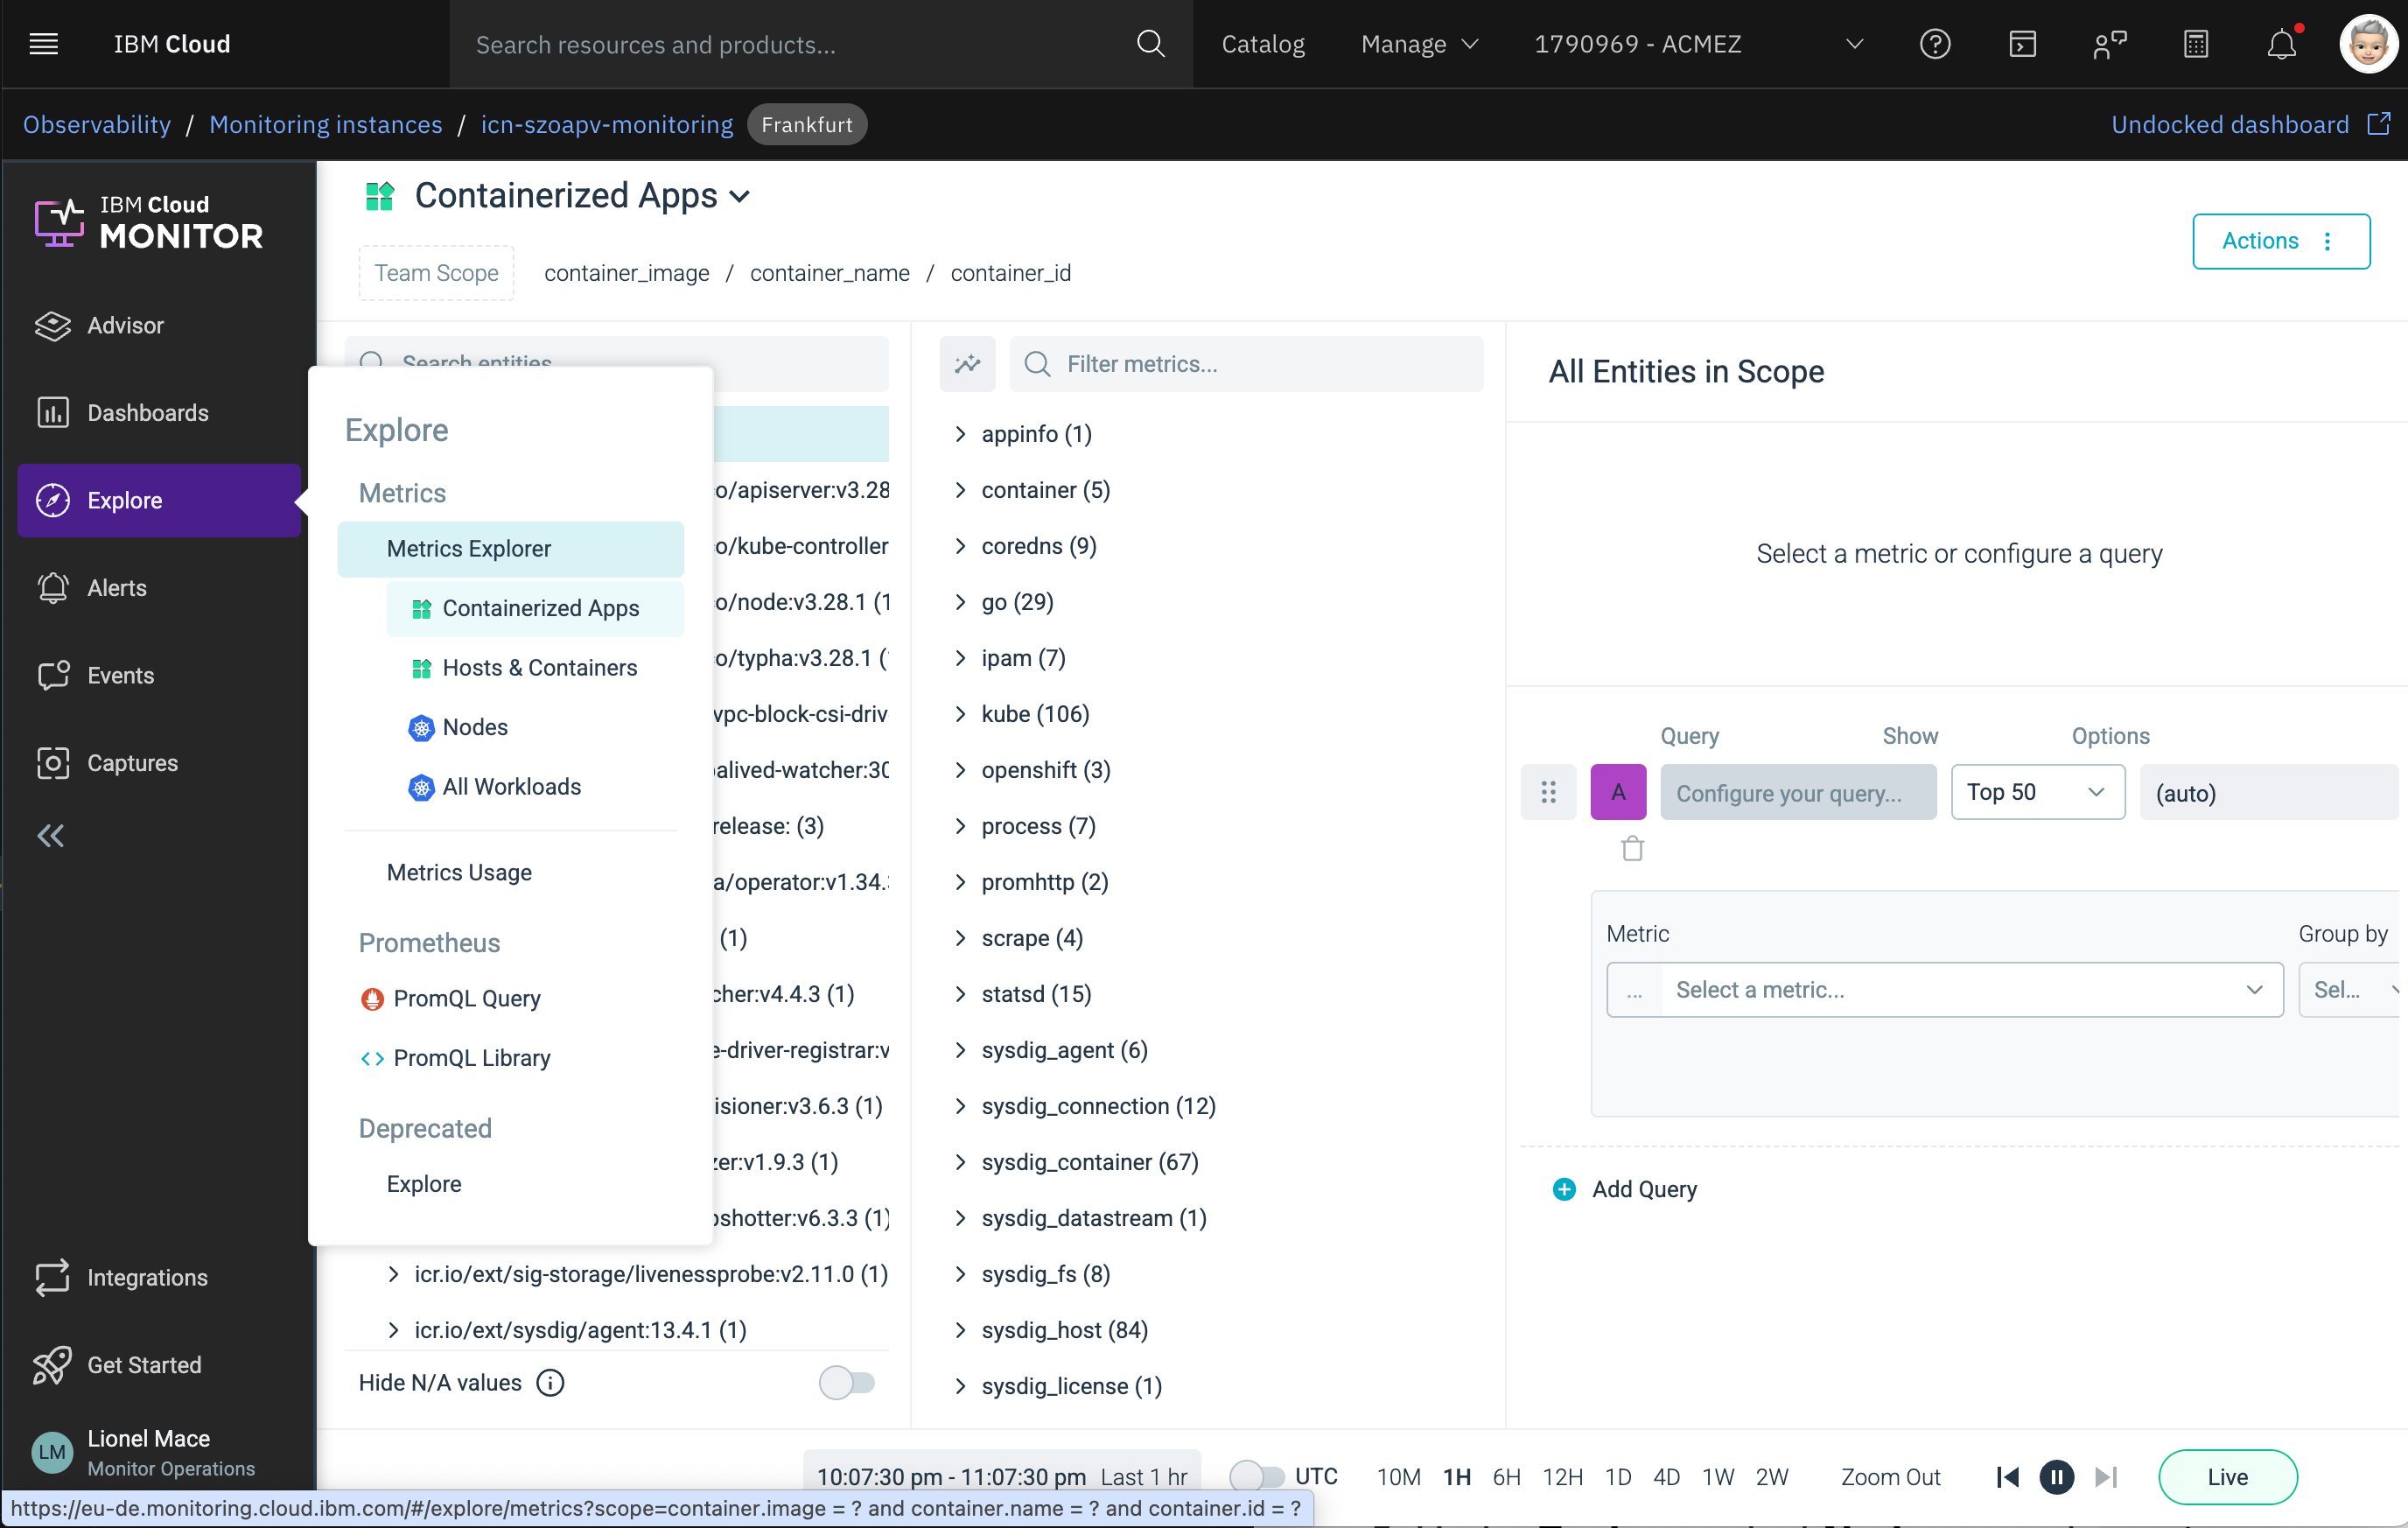 IBM Cloud
Search resources and products...
Catalog
Manage
1790969 - ACMEZ
Observability / Monitoring instances / icn-szoapv-monitoring Frankfurt
Undocked dashboard
IBM Cloud
MONITOR
Advisor
Dashboards
Explore
Alerts
Events
Captures
Integrations
Get Started
LM
Lionel Mace
Monitor Operations
Containerized Apps
Team Scope container_image / container_name / container_id
Actions
Search entities
Explore
Metrics
Metrics Explorer
Containerized Apps
Hosts & Containers
Nodes
All Workloads
Metrics Usage
Prometheus
PromQL Query
PromQL Library
Deprecated
Explore
o/apiserver:v3.28
o/kube-controller
o/node:v3.28.1 (1
o/typha:v3.28.1 (
vpc-block-csi-driv
alived-watcher:30
release: (3)
a/operator:v1.34.
(1)
cher:v4.4.3 (1)
e-driver-registrar:v
isioner:v3.6.3 (1)
zer:v1.9.3 (1)
shotter:v6.3.3 (1)
icr.io/ext/sig-storage/livenessprobe:v2.11.0 (1)
icr.io/ext/sysdig/agent:13.4.1 (1)
Hide N/A values
Filter metrics...
appinfo (1)
container (5)
coredns (9)
go (29)
ipam (7)
kube (106)
openshift (3)
process (7)
promhttp (2)
scrape (4)
statsd (15)
sysdig_agent (6)
sysdig_connection (12)
sysdig_container (67)
sysdig_datastream (1)
sysdig_fs (8)
sysdig_host (84)
sysdig_license (1)
All Entities in Scope
Select a metric or configure a query
Query Show Options
A Configure your query... Top 50 (auto)
Metric Group by
... Select a metric... Sel...
Add Query
10:07:30 pm - 11:07:30 pm Last 1 hr UTC 10M 1H 6H 12H 1D 4D 1W 2W Zoom Out Live
https://eu-de.monitoring.cloud.ibm.com/#/explore/metrics?scope=container.image = ? and container.name = ? and container.id = ?